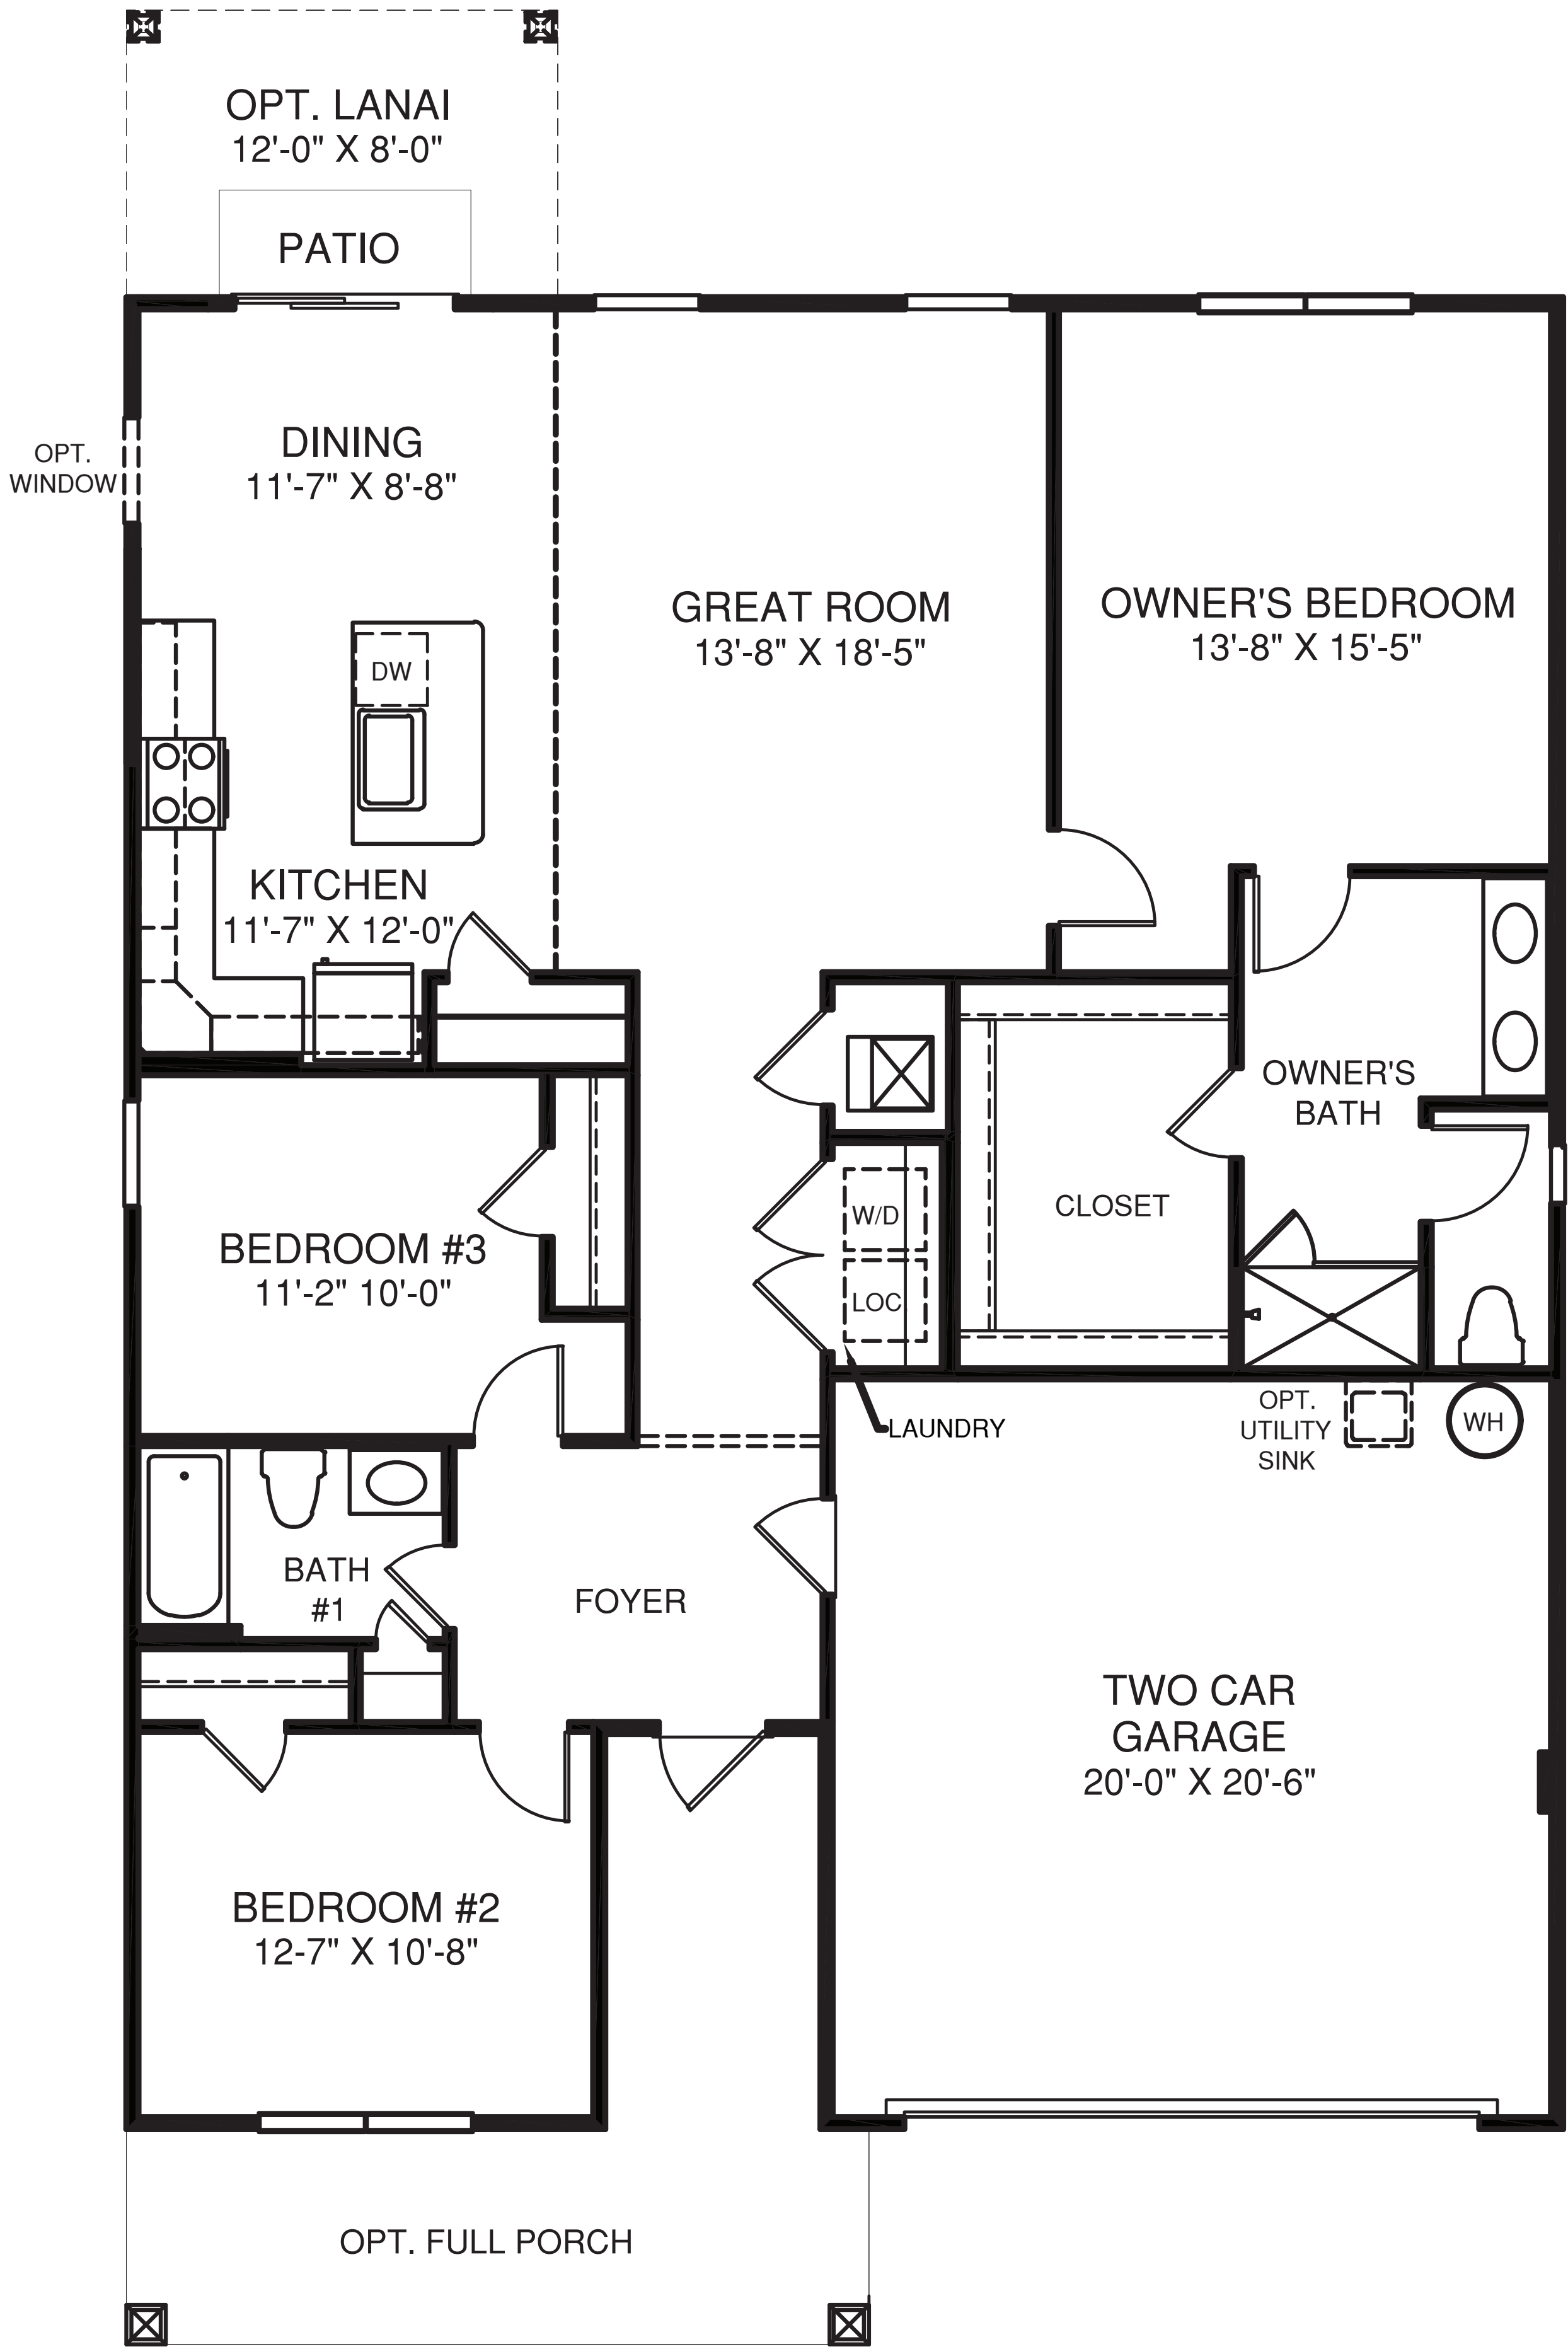 OPT. LANAI
12'-0" X 8'-0"
PATIO
OPT.
WINDOW
DINING
11'-7" X 8'-8"
GREAT ROOM
13'-8" X 18'-5"
OWNER'S BEDROOM
13'-8" X 15'-5"
DW
KITCHEN
11'-7" X 12'-0"
OWNER'S
BATH
CLOSET
W/D
LOC
BEDROOM #3
11'-2" 10'-0"
LAUNDRY
OPT.
UTILITY
SINK
WH
BATH
#1
FOYER
TWO CAR
GARAGE
20'-0" X 20'-6"
BEDROOM #2
12-7" X 10'-8"
OPT. FULL PORCH